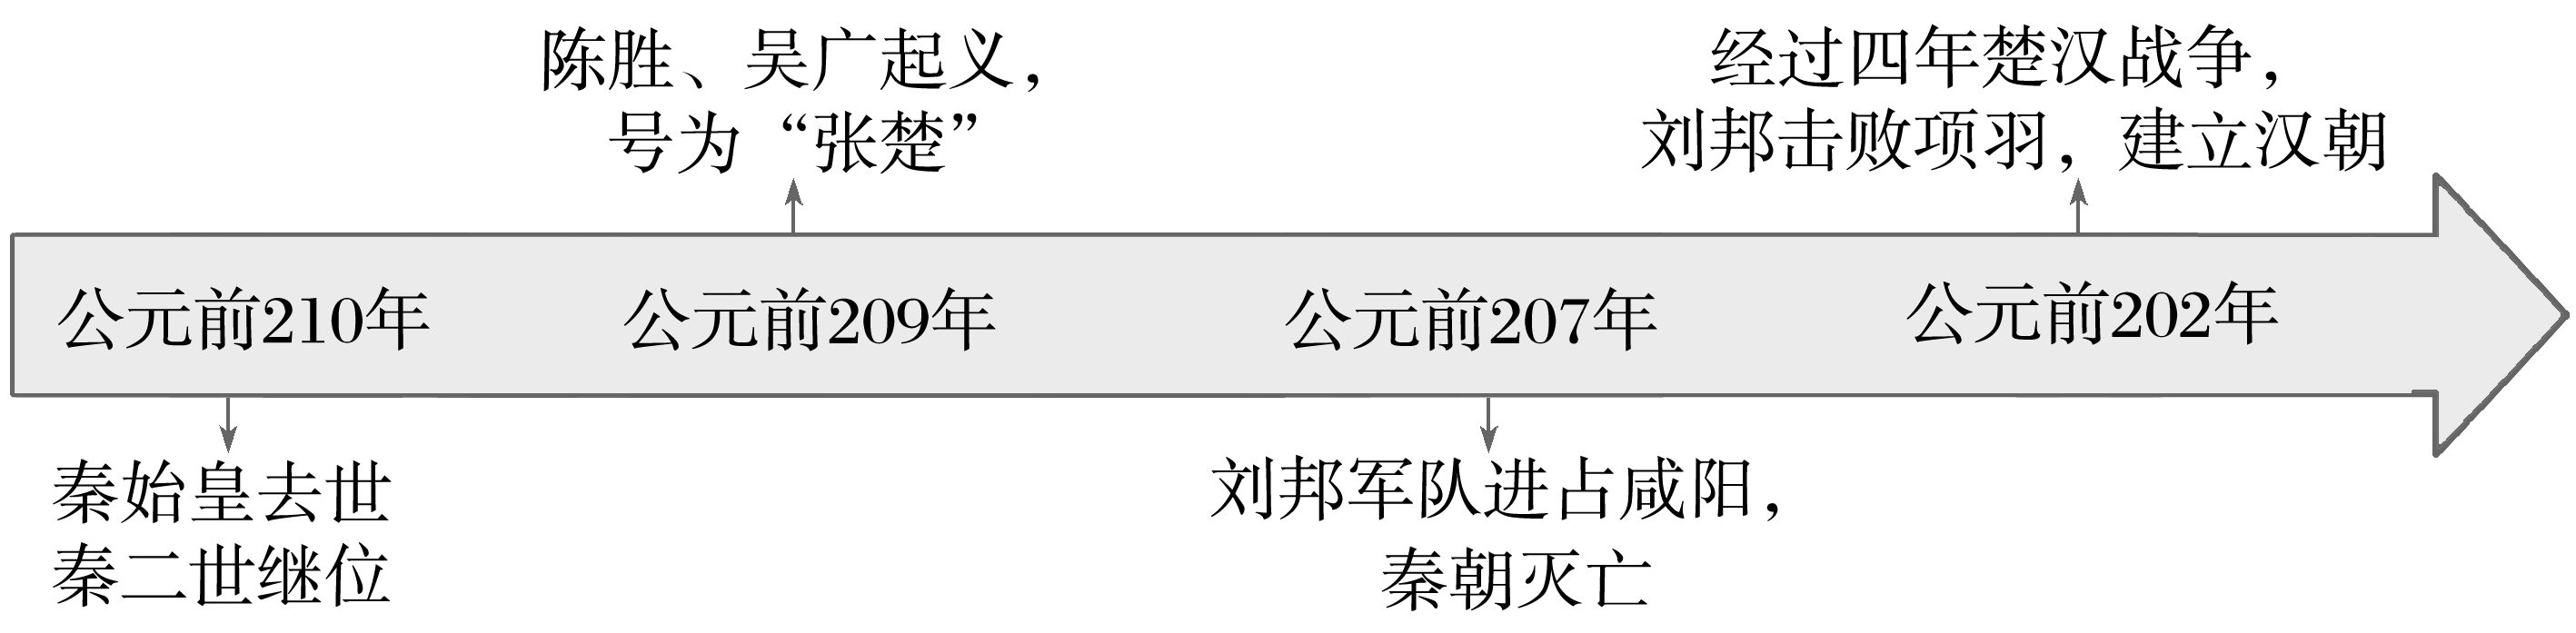 陈胜、吴广起义，
号为“张楚”
经过四年楚汉战争，
刘邦击败项羽，建立汉朝
公元前210年
公元前209年
公元前207年
公元前202年
秦始皇去世
秦二世继位
刘邦军队进占咸阳，
秦朝灭亡